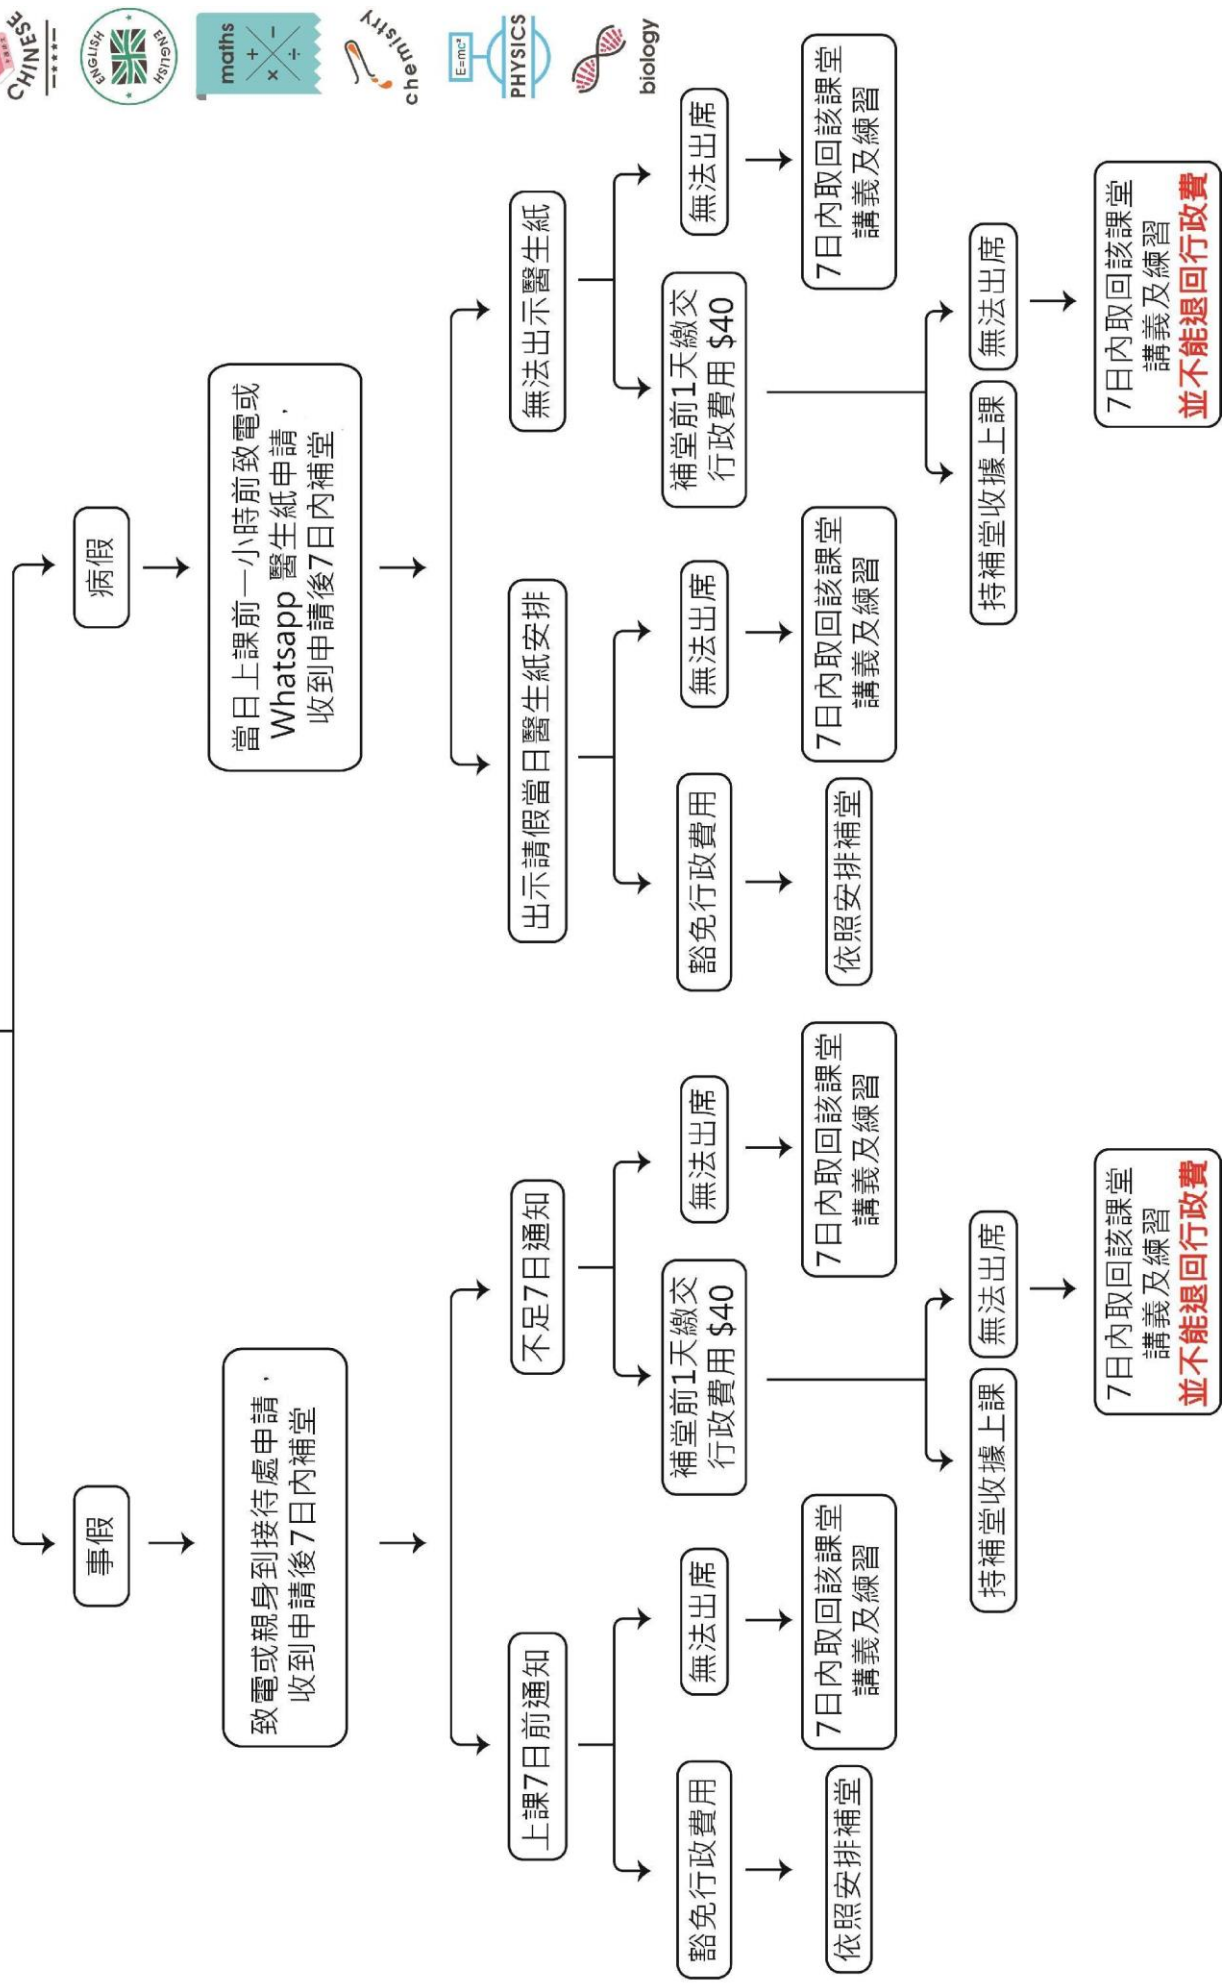 CHINESE
ENGLISH
ENGLISH
maths
+ −
× ÷
chemistry
E=mc²
PHYSICS
biology
事假
致電或親身到接待處申請,
收到申請後7日內補堂
上課7日前通知
豁免行政費用
依照安排補堂
無法出席
7日內取回該課堂
講義及練習
不足7日通知
補堂前1天繳交
行政費用 $40
持補堂收據上課
無法出席
7日內取回該課堂
講義及練習
並不能退回行政費
無法出席
7日內取回該課堂
講義及練習
病假
當日上課前一小時前致電或
Whatsapp 醫生紙申請,
收到申請後7日內補堂
出示請假當日醫生紙安排
豁免行政費用
依照安排補堂
無法出席
7日內取回該課堂
講義及練習
無法出示醫生紙
補堂前1天繳交
行政費用 $40
持補堂收據上課
無法出席
7日內取回該課堂
講義及練習
並不能退回行政費
無法出席
7日內取回該課堂
講義及練習